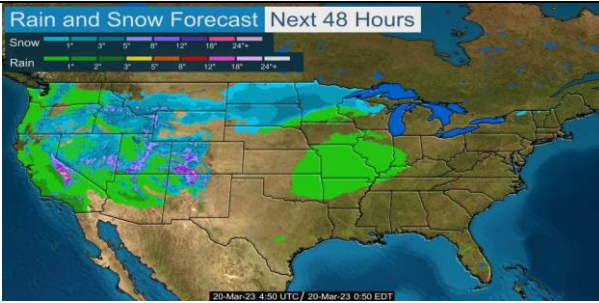 Rain and Snow Forecast Next 48 Hours
Snow
1" 3" 5" 8" 12" 18" 24"+
Rain
1" 2" 3" 5" 8" 12" 18" 24"+
20-Mar-23 4:50 UTC / 20-Mar-23 0:50 EDT